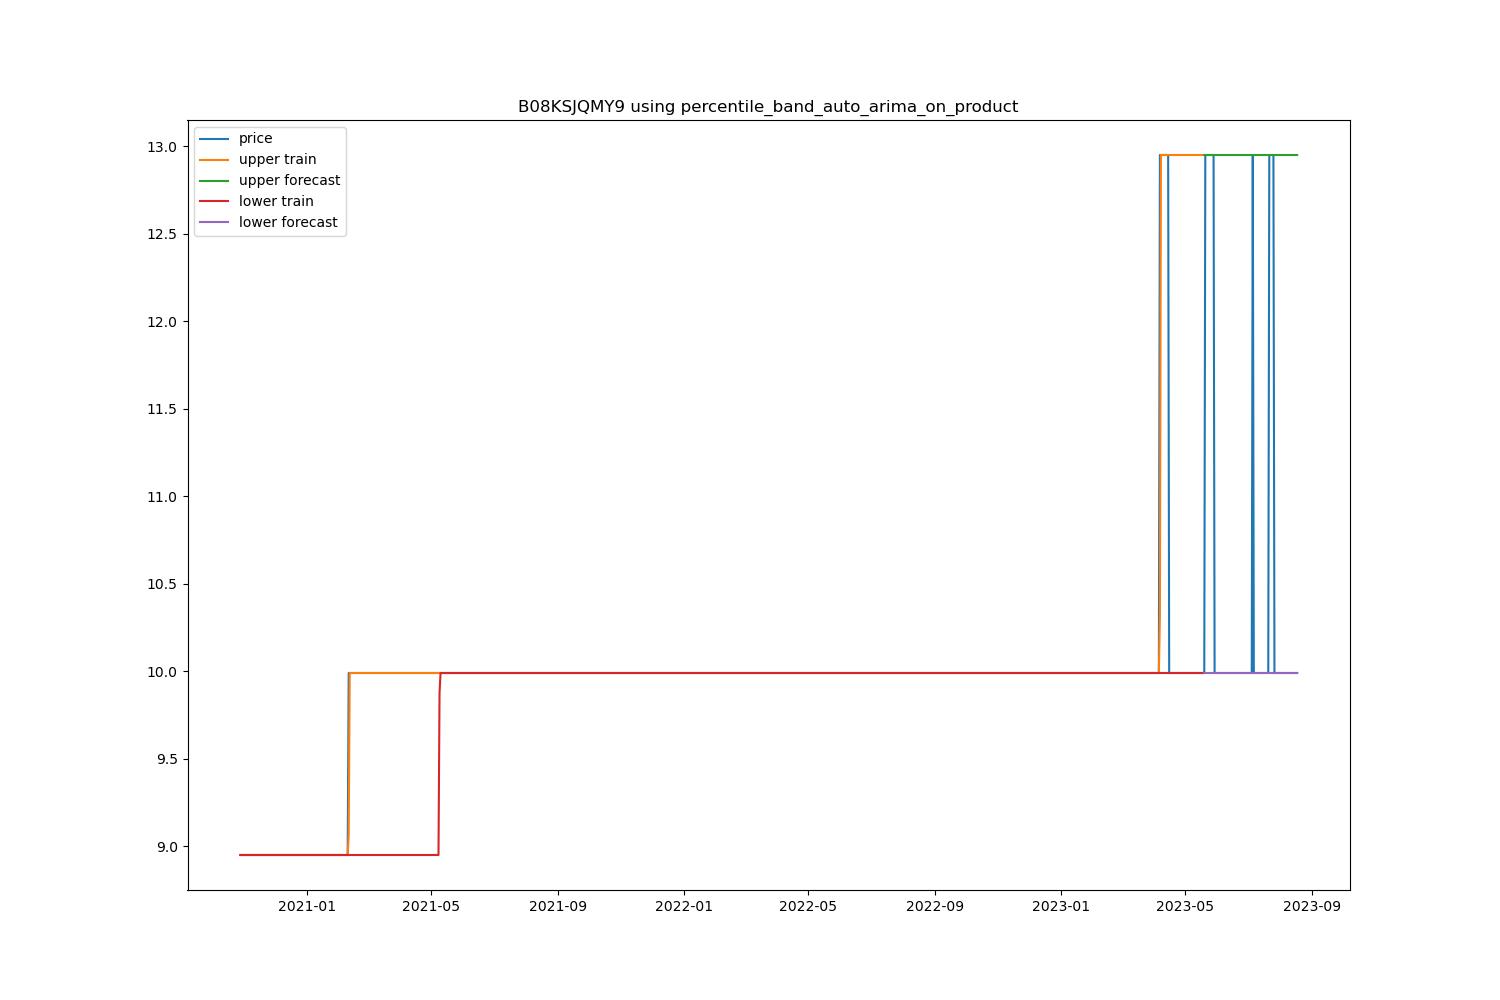 B08KSJQMY9 using percentile_band_auto_arima_on_product
price
upper train
upper forecast
lower train
lower forecast
13.0
12.5
12.0
11.5
11.0
10.5
10.0
9.5
9.0
2021-01 2021-05 2021-09 2022-01 2022-05 2022-09 2023-01 2023-05 2023-09